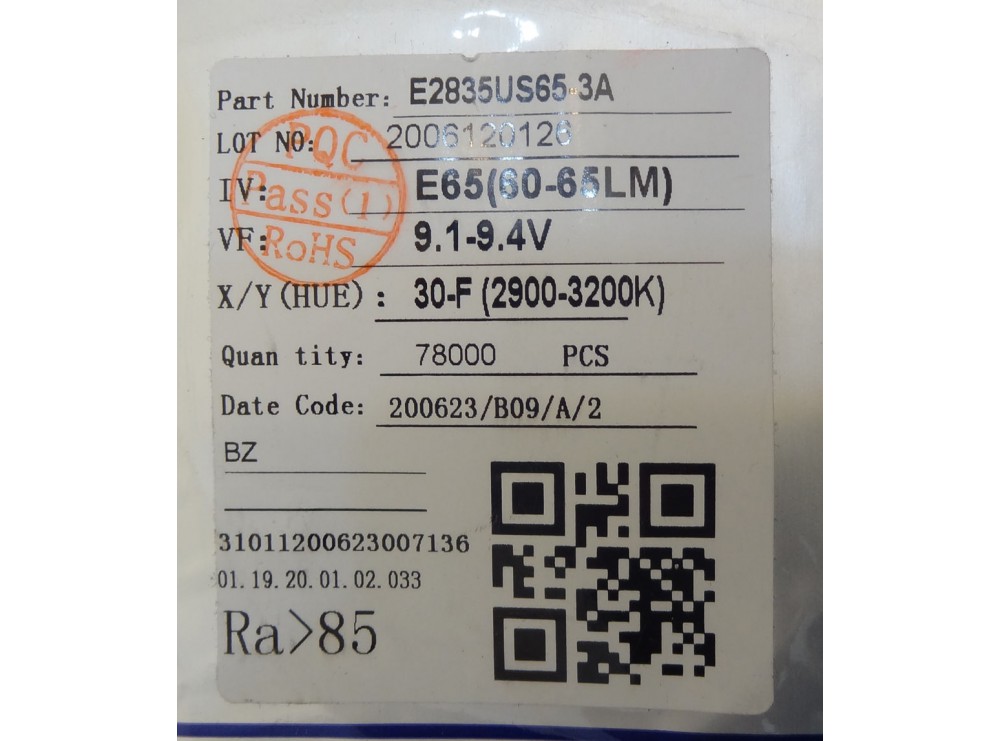 Part Number: E2835US65-3A
LOT NO: 2006120126
IV: E65(60-65LM)
VF: 9.1-9.4V
X/Y(HUE): 30-F (2900-3200K)
Quan tity: 78000 PCS
Date Code: 200623/B09/A/2
BZ
31011200623007136
01.19.20.01.02.033
Ra>85
PQC
Pass(1)
RoHS